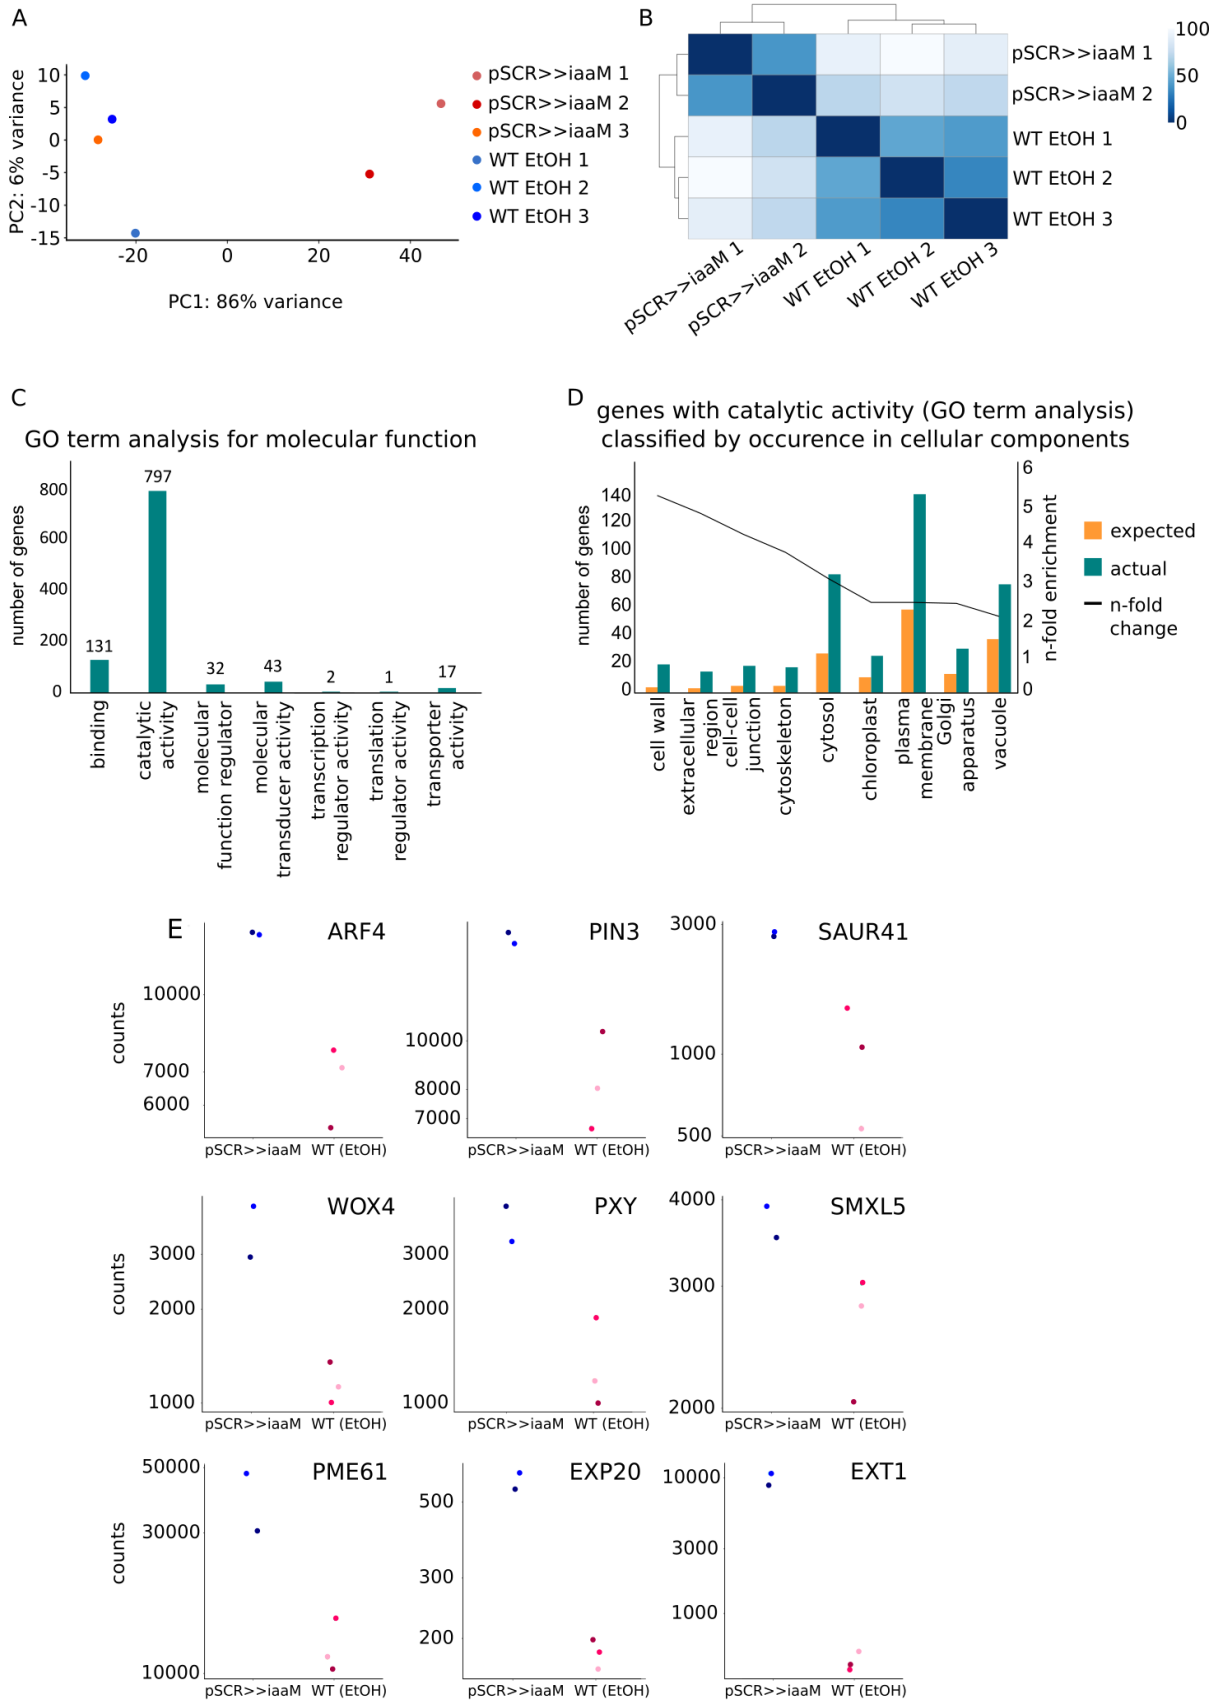 A
10
5
0
-5
-10
-15
PC2: 6% variance
-20
0
20
40
PC1: 86% variance
pSCR>>iaaM 1
pSCR>>iaaM 2
pSCR>>iaaM 3
WT EtOH 1
WT EtOH 2
WT EtOH 3
B
pSCR>>iaaM 1
pSCR>>iaaM 2
WT EtOH 1
WT EtOH 2
WT EtOH 3
pSCR>>iaaM 1
pSCR>>iaaM 2
WT EtOH 1
WT EtOH 2
WT EtOH 3
100
50
0
C
GO term analysis for molecular function
number of genes
800
600
400
200
0
131
797
32
43
2
1
17
binding
catalytic
activity
molecular
function regulator
molecular
transducer activity
transcription
regulator activity
translation
regulator activity
transporter
activity
D
genes with catalytic activity (GO term analysis)
classified by occurence in cellular components
number of genes
140
120
100
80
60
40
20
0
6
5
4
3
2
1
0
n-fold enrichment
expected
actual
n-fold
change
cell wall
extracellular
region
cell-cell
junction
cytoskeleton
cytosol
chloroplast
plasma
membrane
Golgi
apparatus
vacuole
E
ARF4
counts
10000
7000
6000
pSCR>>iaaM WT (EtOH)
PIN3
10000
8000
7000
pSCR>>iaaM WT (EtOH)
SAUR41
3000
1000
500
pSCR>>iaaM WT (EtOH)
WOX4
counts
3000
2000
1000
pSCR>>iaaM WT (EtOH)
PXY
3000
2000
1000
pSCR>>iaaM WT (EtOH)
SMXL5
4000
3000
2000
pSCR>>iaaM WT (EtOH)
PME61
counts
50000
30000
10000
pSCR>>iaaM WT (EtOH)
EXP20
500
300
200
pSCR>>iaaM WT (EtOH)
EXT1
10000
3000
1000
pSCR>>iaaM WT (EtOH)